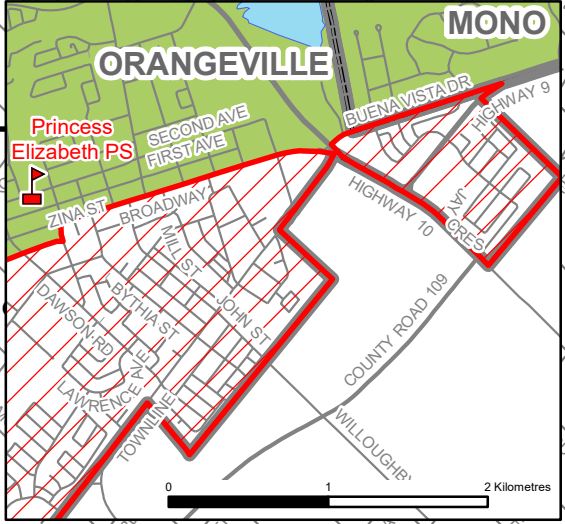 MONO
ORANGEVILLE
BUENA VISTA DR
HIGHWAY 9
SECOND AVE
FIRST AVE
Princess
Elizabeth PS
ZINA ST
BROADWAY
HIGHWAY 10
JAY CRES
MILL ST
JOHN ST
BYTHIA ST
DAWSON RD
COUNTY ROAD 109
LAWRENCE AVE
TOWNLINE
WILLOUGHBY
0 1 2 Kilometres